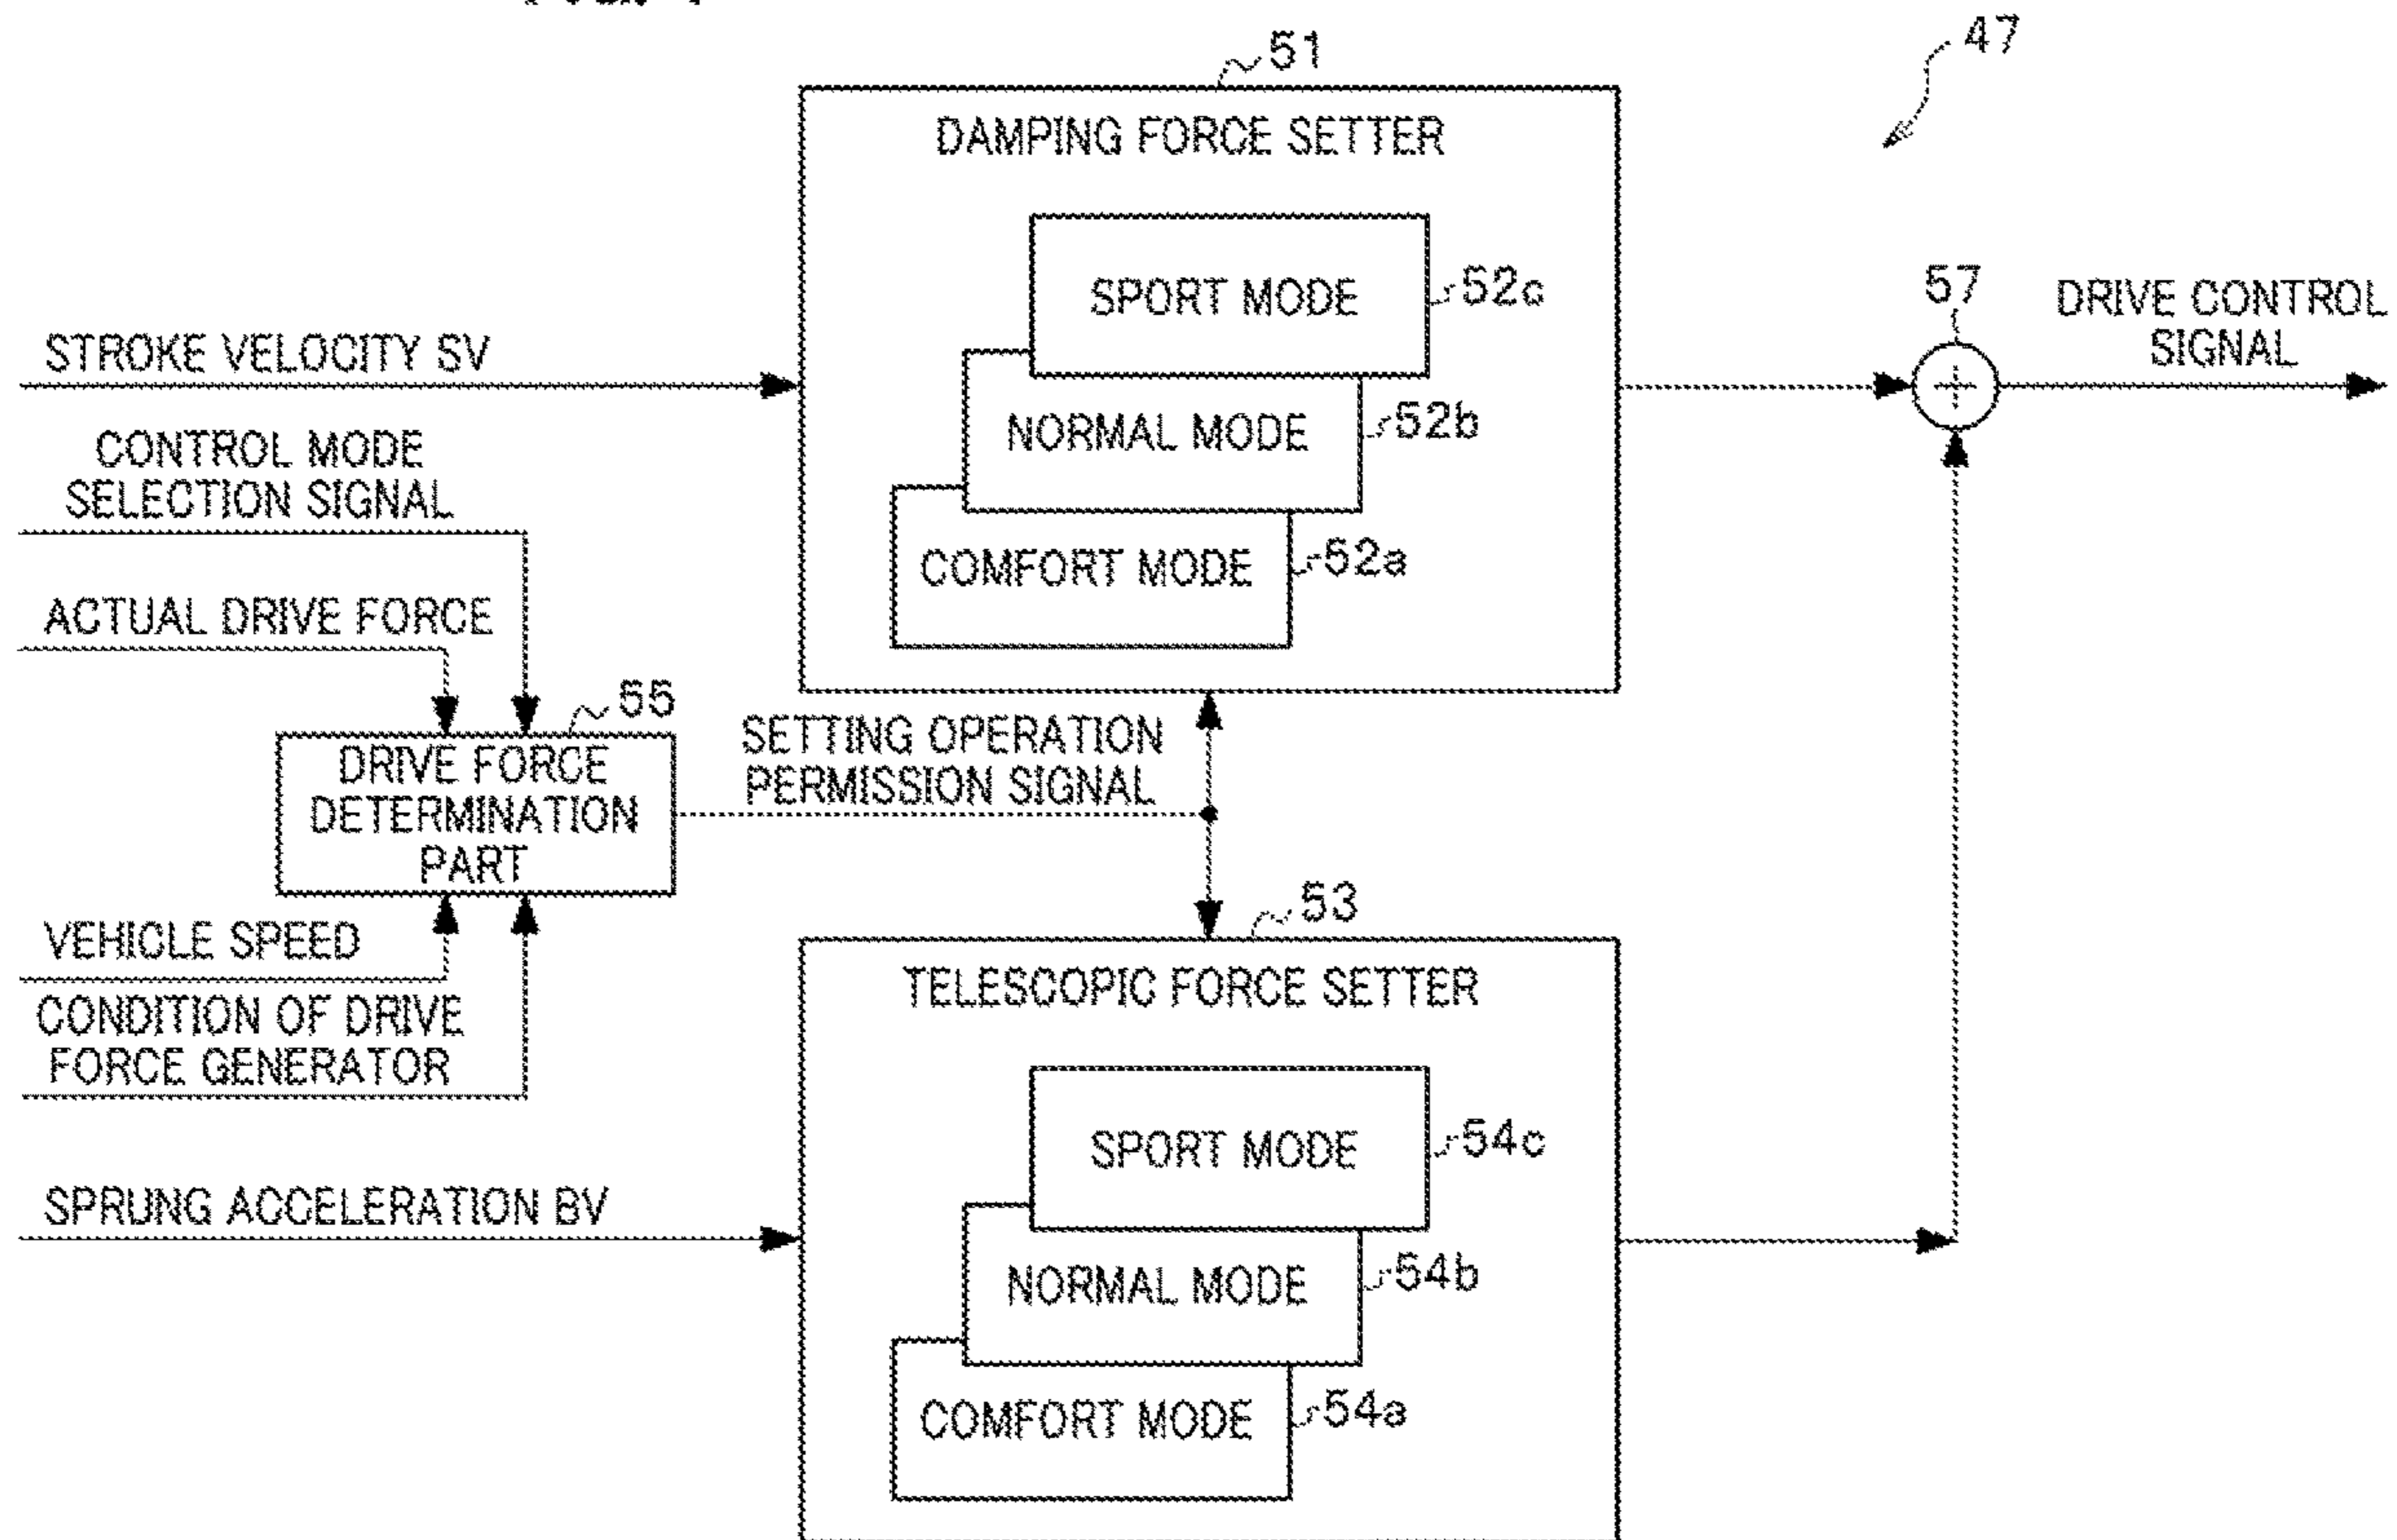 47
51
DAMPING FORCE SETTER
SPORT MODE
52c
NORMAL MODE
52b
COMFORT MODE
52a
STROKE VELOCITY SV
CONTROL MODE
SELECTION SIGNAL
ACTUAL DRIVE FORCE
55
DRIVE FORCE
DETERMINATION
PART
SETTING OPERATION
PERMISSION SIGNAL
VEHICLE SPEED
CONDITION OF DRIVE
FORCE GENERATOR
SPRUNG ACCELERATION BV
53
TELESCOPIC FORCE SETTER
SPORT MODE
54c
NORMAL MODE
54b
COMFORT MODE
54a
57
+
DRIVE CONTROL
SIGNAL